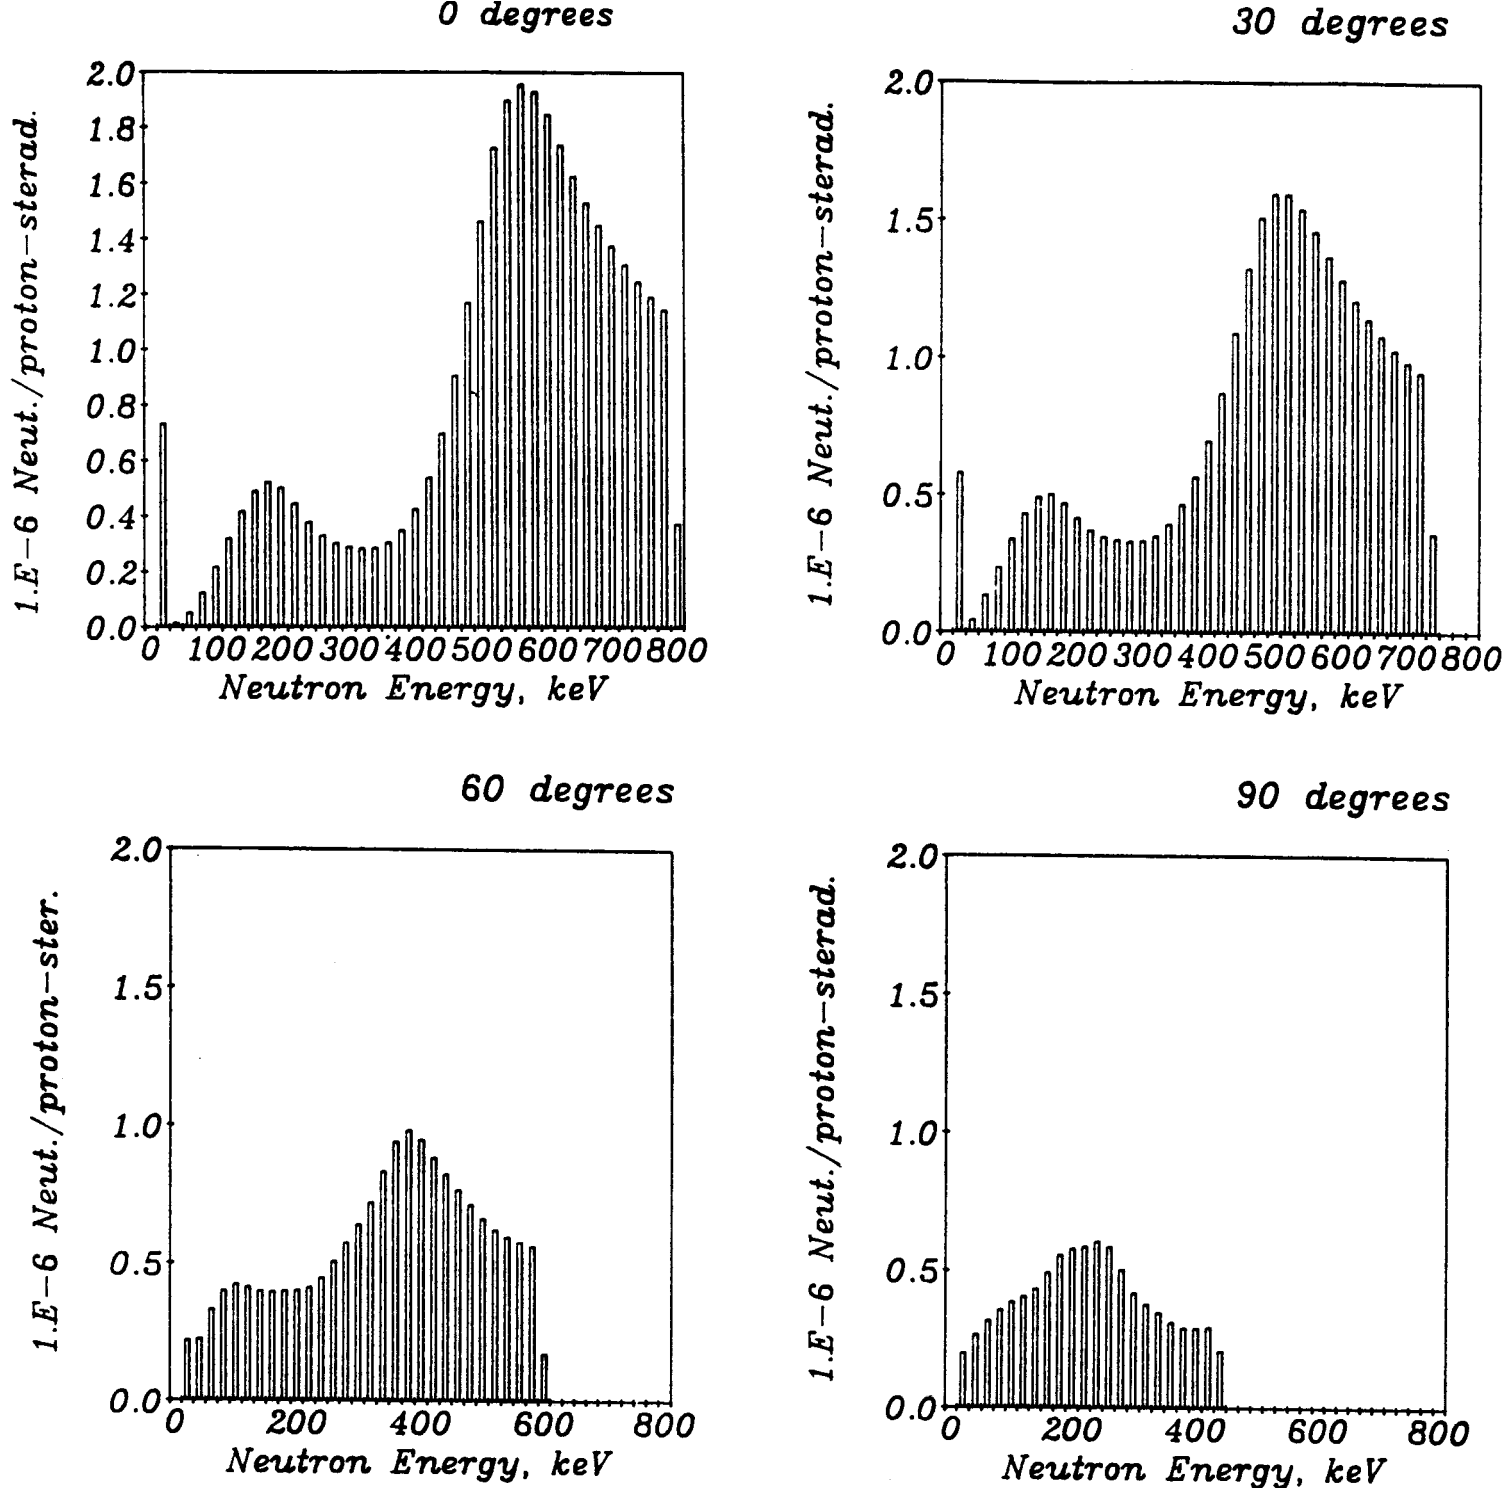 0 degrees
1.E-6 Neut./proton-sterad.
2.0
1.8
1.6
1.4
1.2
1.0
0.8
0.6
0.4
0.2
0.0
0 100 200 300 400 500 600 700 800
Neutron Energy, keV
30 degrees
1.E-6 Neut./proton-sterad.
2.0
1.5
1.0
0.5
0.0
0 100 200 300 400 500 600 700 800
Neutron Energy, keV
60 degrees
1.E-6 Neut./proton-ster.
2.0
1.5
1.0
0.5
0.0
0 200 400 600 800
Neutron Energy, keV
90 degrees
1.E-6 Neut./proton-sterad.
2.0
1.5
1.0
0.5
0.0
0 200 400 600 800
Neutron Energy, keV